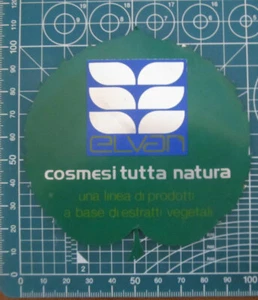 elvan
cosmesi tutta natura
una linea di prodotti
a base di estratti vegetali